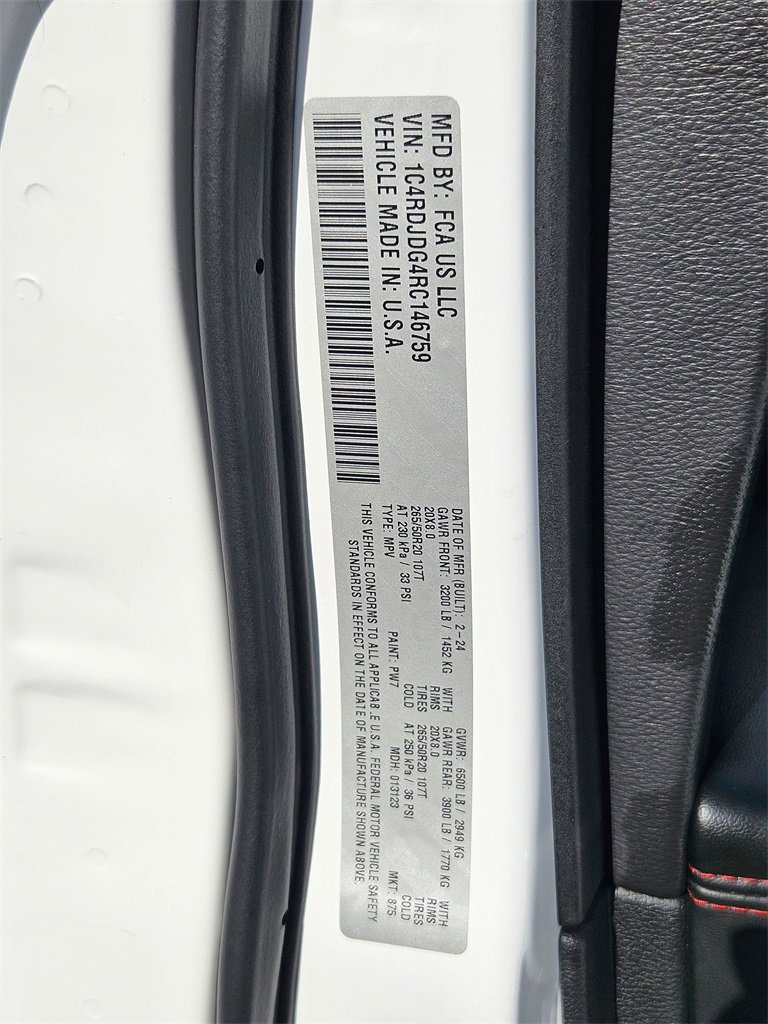 MFD BY: FCA US LLC
VIN: 1C4RDJDG4RC146759
VEHICLE MADE IN: U.S.A.
DATE OF MFR (BUILT): 2-24 GVWR: 6500 LB / 2949 KG
GAWR FRONT: 3200 LB / 1452 KG WITH GAWR REAR: 3900 LB / 1770 KG WITH
20X8.0 RIMS 20X8.0 RIMS
265/50R20 107T TIRES 265/50R20 107T TIRES
AT 230 kPa / 33 PSI COLD AT 250 kPa / 36 PSI COLD
TYPE: MPV PAINT: PW7 MDH: 013123 MKT: 875
THIS VEHICLE CONFORMS TO ALL APPLICABLE U.S.A. FEDERAL MOTOR VEHICLE SAFETY
STANDARDS IN EFFECT ON THE DATE OF MANUFACTURE SHOWN ABOVE.